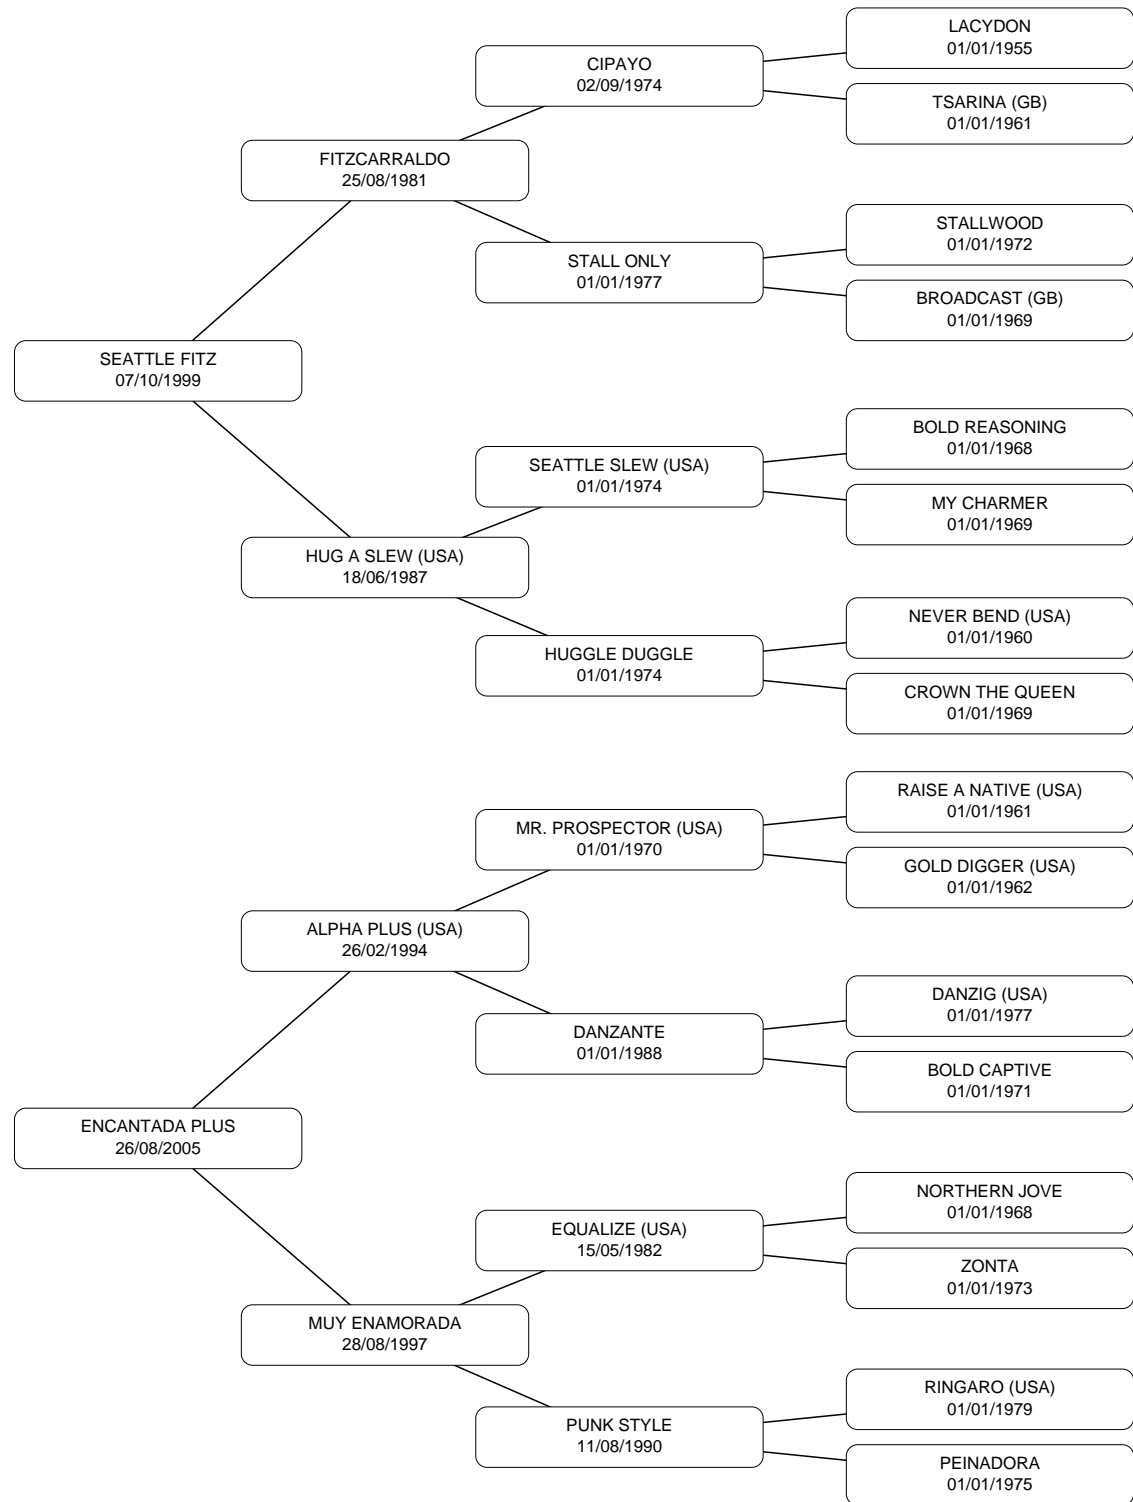 LACYDON
01/01/1955
CIPAYO
02/09/1974
TSARINA (GB)
01/01/1961
FITZCARRALDO
25/08/1981
STALLWOOD
01/01/1972
STALL ONLY
01/01/1977
BROADCAST (GB)
01/01/1969
SEATTLE FITZ
07/10/1999
BOLD REASONING
01/01/1968
SEATTLE SLEW (USA)
01/01/1974
MY CHARMER
01/01/1969
HUG A SLEW (USA)
18/06/1987
NEVER BEND (USA)
01/01/1960
HUGGLE DUGGLE
01/01/1974
CROWN THE QUEEN
01/01/1969
RAISE A NATIVE (USA)
01/01/1961
MR. PROSPECTOR (USA)
01/01/1970
GOLD DIGGER (USA)
01/01/1962
ALPHA PLUS (USA)
26/02/1994
DANZIG (USA)
01/01/1977
DANZANTE
01/01/1988
BOLD CAPTIVE
01/01/1971
ENCANTADA PLUS
26/08/2005
NORTHERN JOVE
01/01/1968
EQUALIZE (USA)
15/05/1982
ZONTA
01/01/1973
MUY ENAMORADA
28/08/1997
RINGARO (USA)
01/01/1979
PUNK STYLE
11/08/1990
PEINADORA
01/01/1975